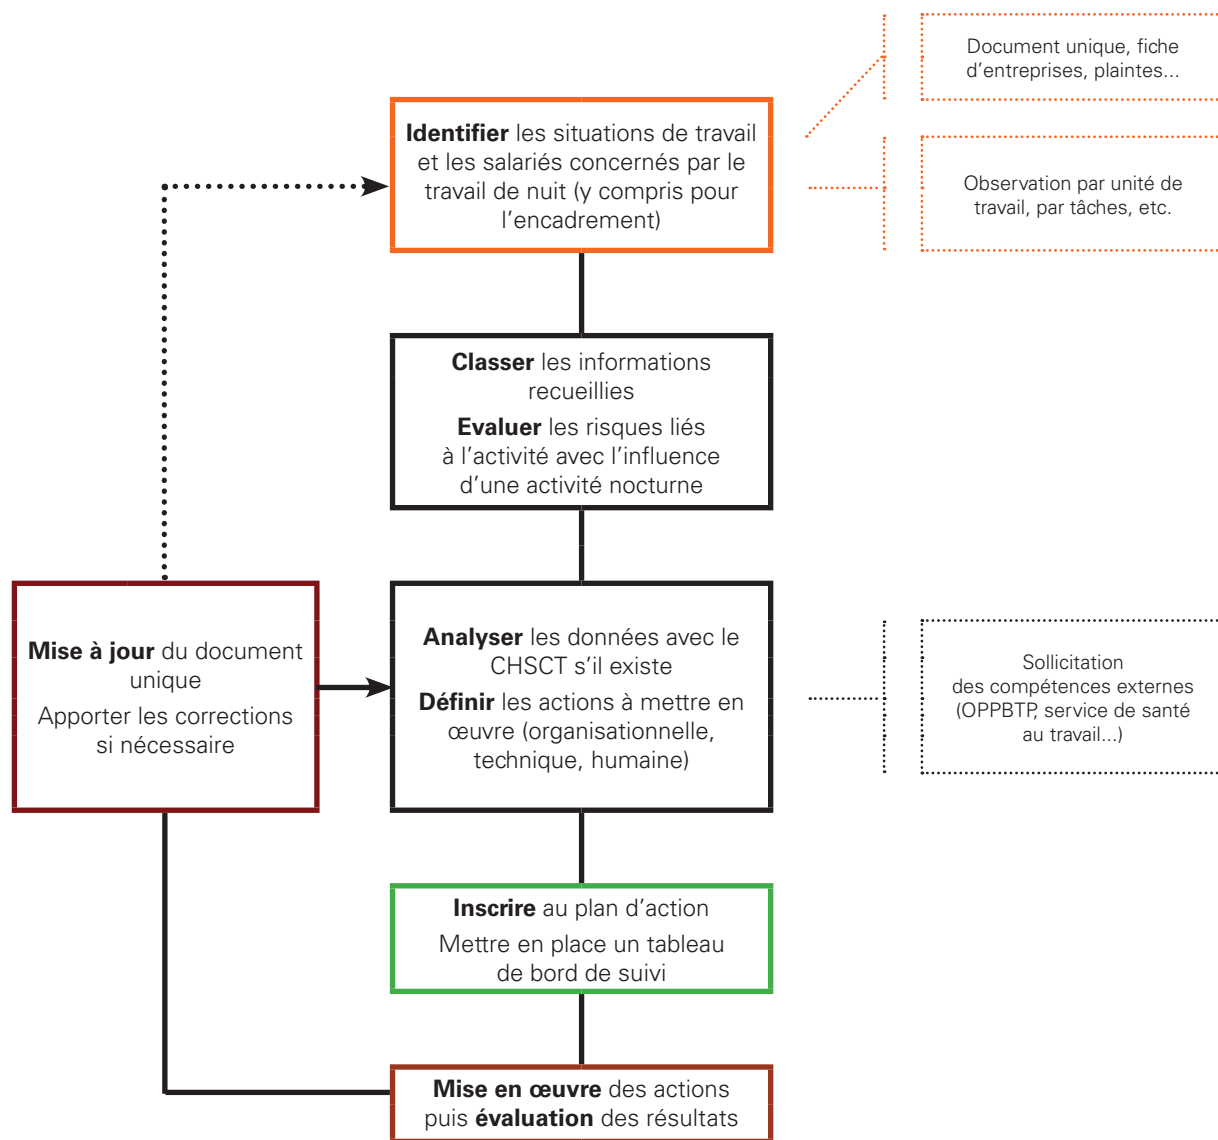 Document unique, fiche
d’entreprises, plaintes...
Identifier les situations de travail
et les salariés concernés par le
travail de nuit (y compris pour
l’encadrement)
Observation par unité de
travail, par tâches, etc.
Classer les informations
recueillies
Evaluer les risques liés
à l’activité avec l’influence
d’une activité nocturne
Mise à jour du document
unique
Apporter les corrections
si nécessaire
Analyser les données avec le
CHSCT s’il existe
Définir les actions à mettre en
œuvre (organisationnelle,
technique, humaine)
Sollicitation
des compétences externes
(OPPBTP, service de santé
au travail...)
Inscrire au plan d’action
Mettre en place un tableau
de bord de suivi
Mise en œuvre des actions
puis évaluation des résultats